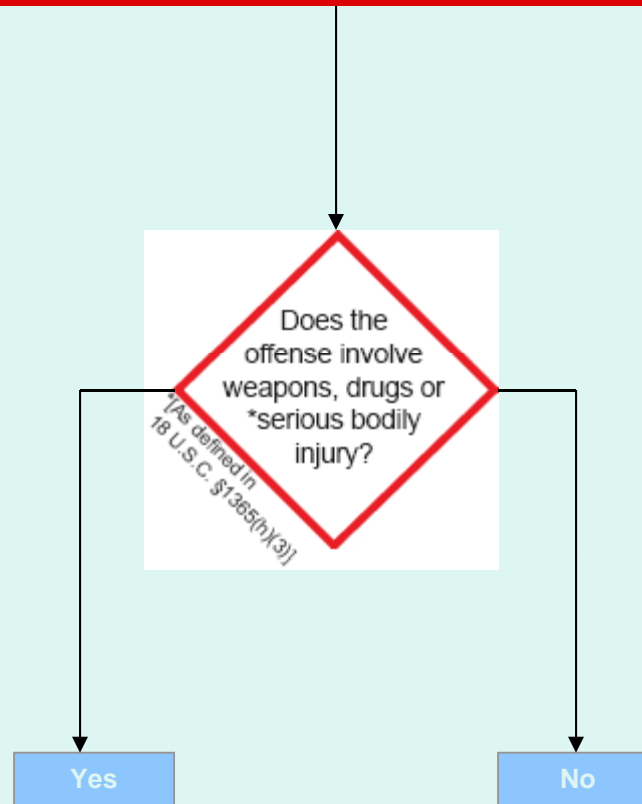 Does the
offense involve
weapons, drugs or
*serious bodily
injury?
*[As defined in
18 U.S.C. §1365(h)(3)]
Yes
No